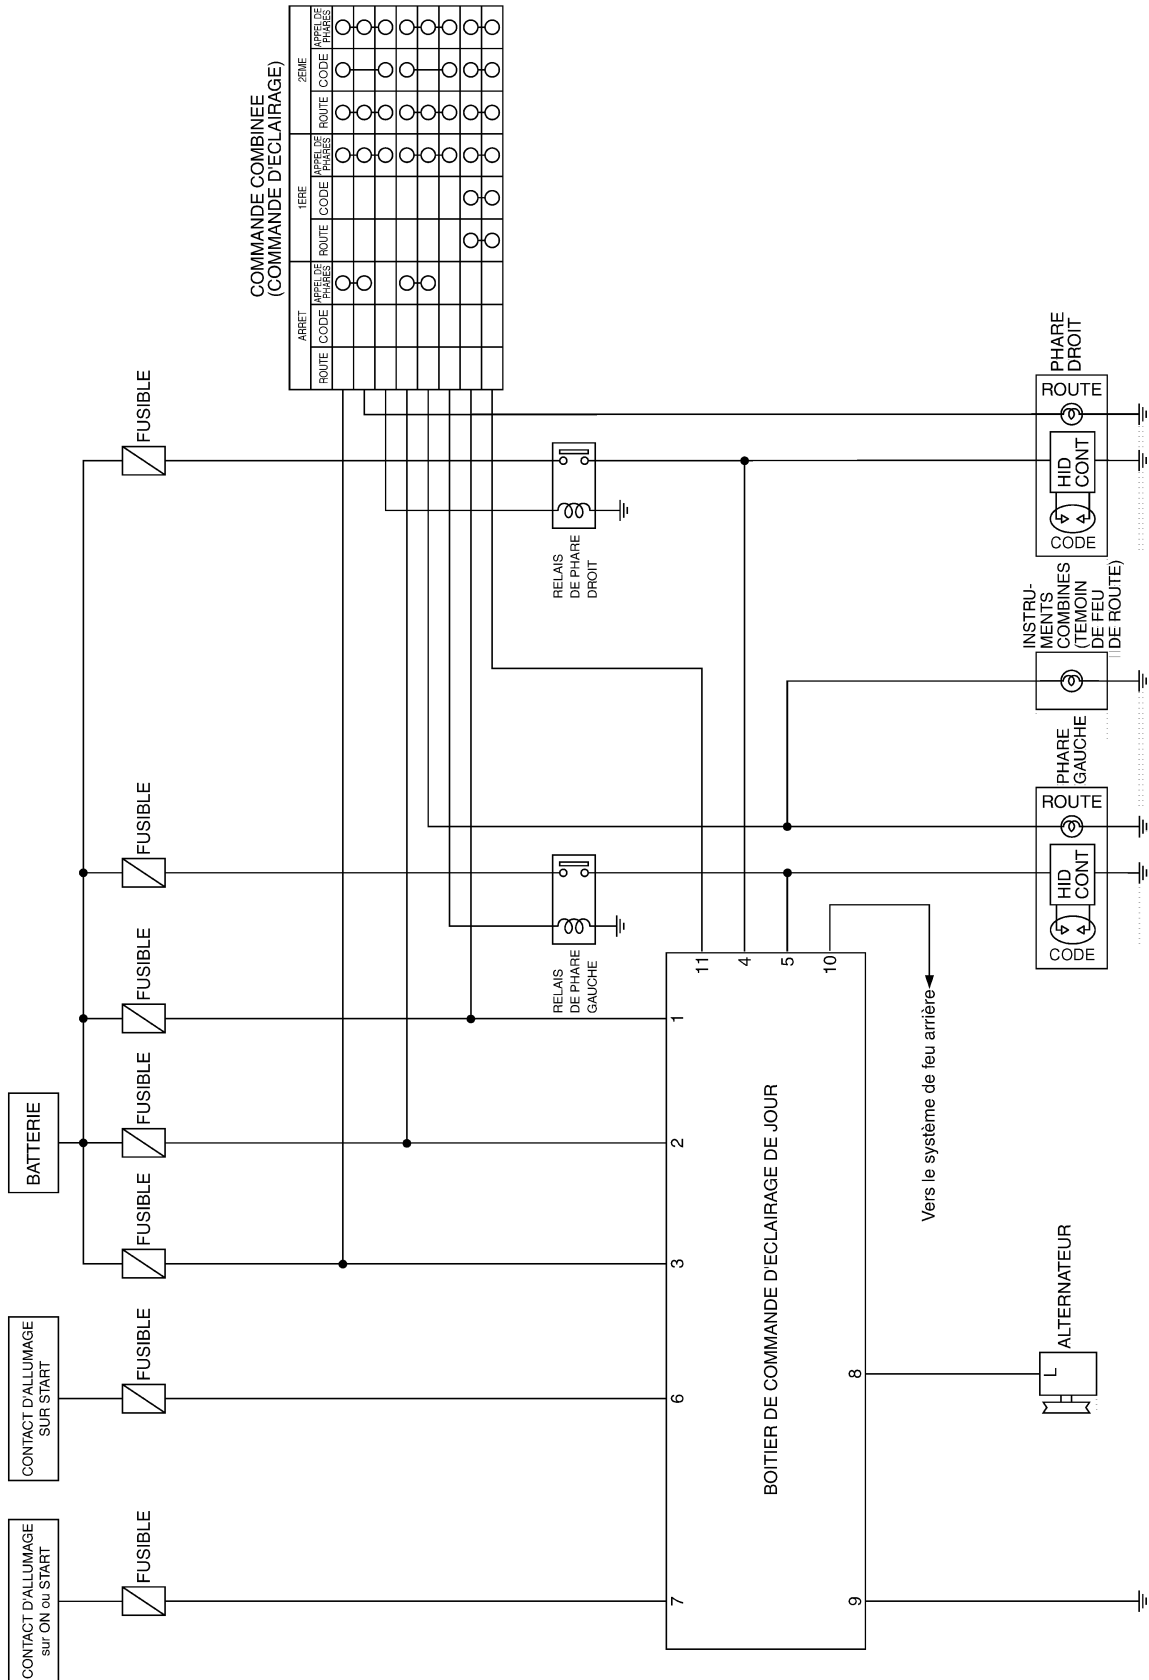 CONTACT D'ALLUMAGE
sur ON ou START
CONTACT D'ALLUMAGE
SUR START
BATTERIE
FUSIBLE
FUSIBLE
FUSIBLE
FUSIBLE
FUSIBLE
FUSIBLE
FUSIBLE
COMMANDE COMBINEE
(COMMANDE D'ECLAIRAGE)
ARRET
1ERE
2EME
ROUTE
CODE
APPEL DE
PHARES
ROUTE
CODE
APPEL DE
PHARES
ROUTE
CODE
APPEL DE
PHARES
RELAIS
DE PHARE
GAUCHE
RELAIS
DE PHARE
DROIT
7
6
3
2
1
11
4
5
10
9
8
BOITIER DE COMMANDE D'ECLAIRAGE DE JOUR
Vers le système de feu arrière
ALTERNATEUR
L
CODE
HID
CONT
ROUTE
PHARE
GAUCHE
INSTRU-
MENTS
COMBINES
(TEMOIN
DE FEU
DE ROUTE)
CODE
HID
CONT
ROUTE
PHARE
DROIT